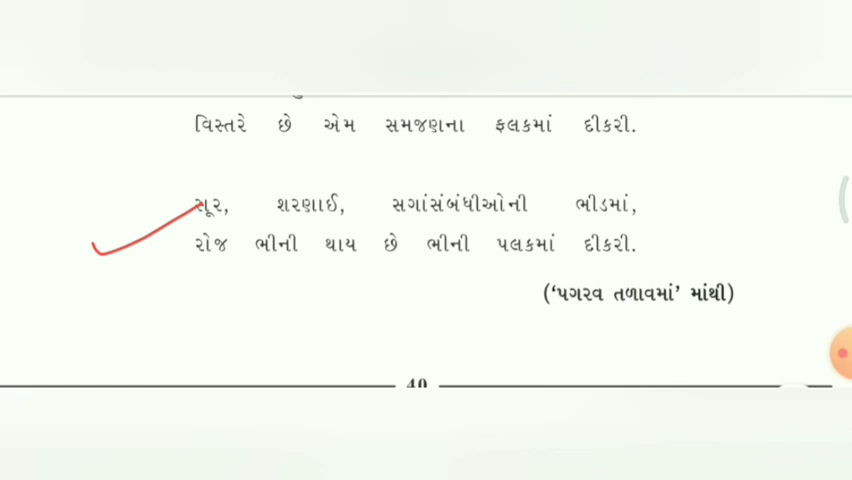 વિસ્તરે છે એમ સમજણના ફલકમાં દીકરી.
સૂર, શરણાઈ, સગાંસંબંધીઓની ભીડમાં,
રોજ ભીની થાય છે ભીની પલકમાં દીકરી.
('પગરવ તળાવમાં' માંથી)
40